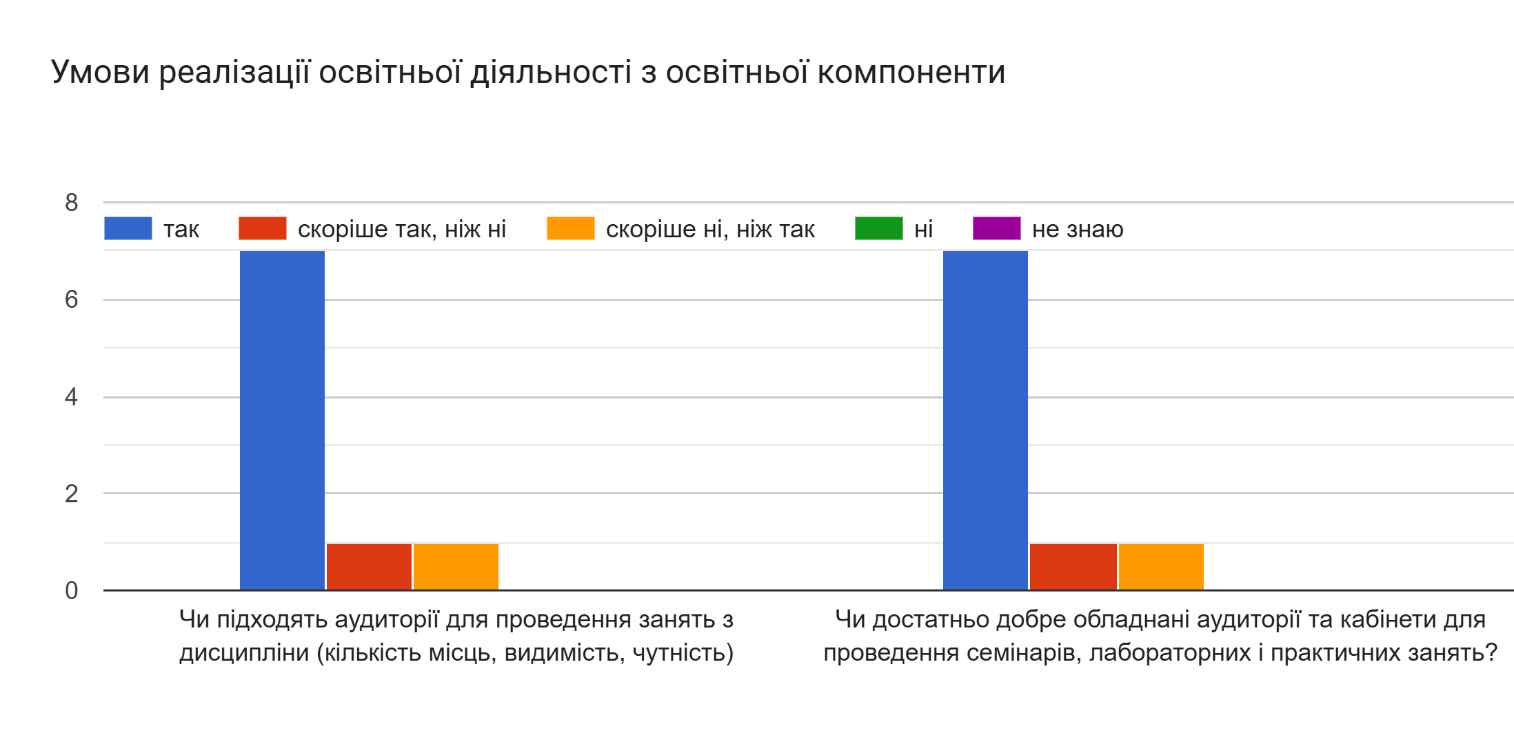 Умови реалізації освітньої діяльності з освітньої компоненти
8
так скоріше так, ніж ні скоріше ні, ніж так ні не знаю
6
4
2
0
Чи підходять аудиторії для проведення занять з
дисципліни (кількість місць, видимість, чутність)
Чи достатньо добре обладнані аудиторії та кабінети для
проведення семінарів, лабораторних і практичних занять?